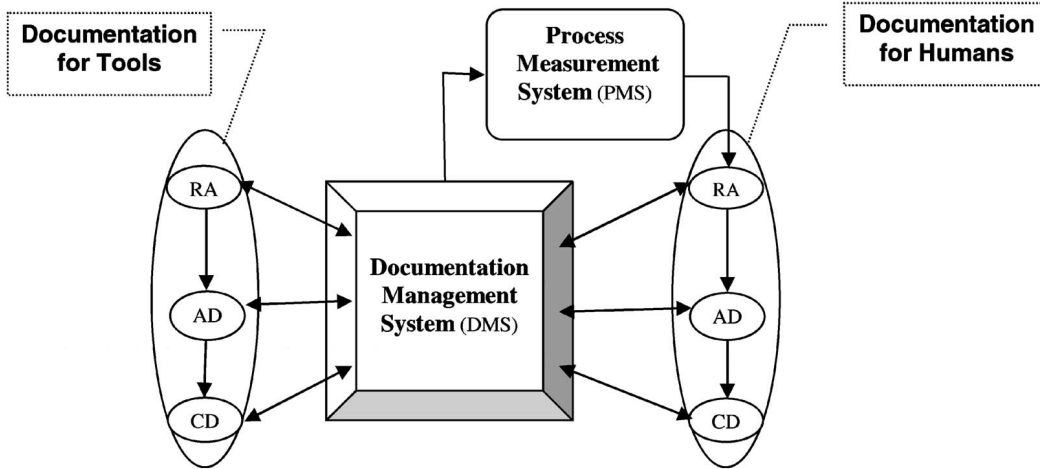 Documentation
for Tools
Process
Measurement
System (PMS)
Documentation
for Humans
RA
AD
CD
Documentation
Management
System (DMS)
RA
AD
CD